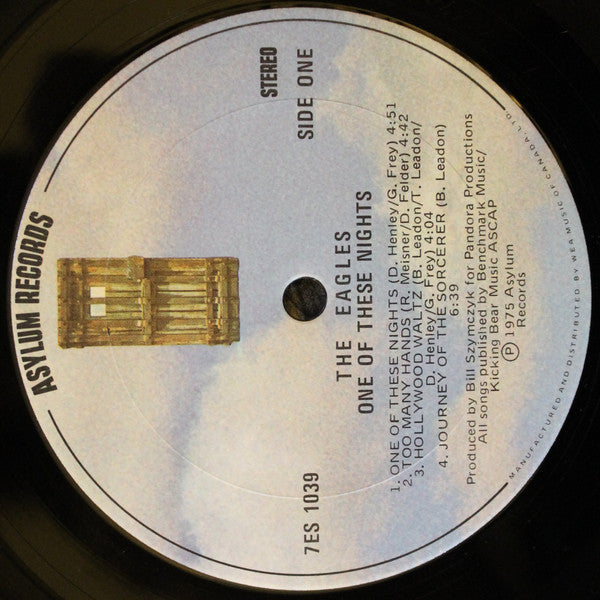 ASYLUM RECORDS
STEREO
7ES 1039 SIDE ONE
THE EAGLES
ONE OF THESE NIGHTS
1. ONE OF THESE NIGHTS (D. Henley/G. Frey) 4:51
2. TOO MANY HANDS (R. Meisner/D. Felder) 4:42
3. HOLLYWOOD WALTZ (B. Leadon/T. Leadon/
D. Henley/G. Frey) 4:04
4. JOURNEY OF THE SORCERER (B. Leadon)
6:39
Produced by Bill Szymczyk for Pandora Productions
All songs published by Benchmark Music/
Kicking Bear Music ASCAP
Ⓟ 1975 Asylum
Records
MANUFACTURED AND DISTRIBUTED BY WEA MUSIC OF CANADA, LTD.